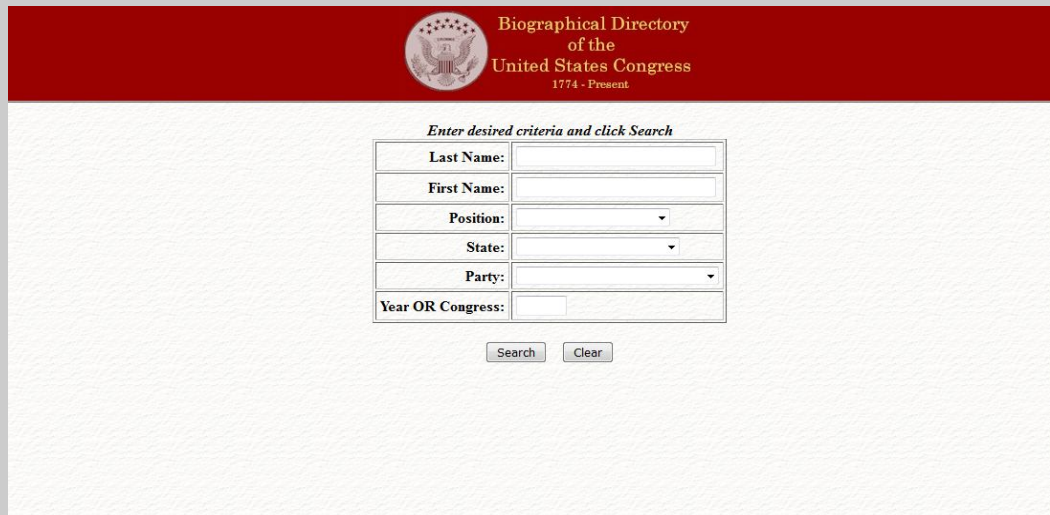 Biographical Directory
of the
United States Congress
1774 - Present
Enter desired criteria and click Search
Last Name:
First Name:
Position:
State:
Party:
Year OR Congress:
Search Clear